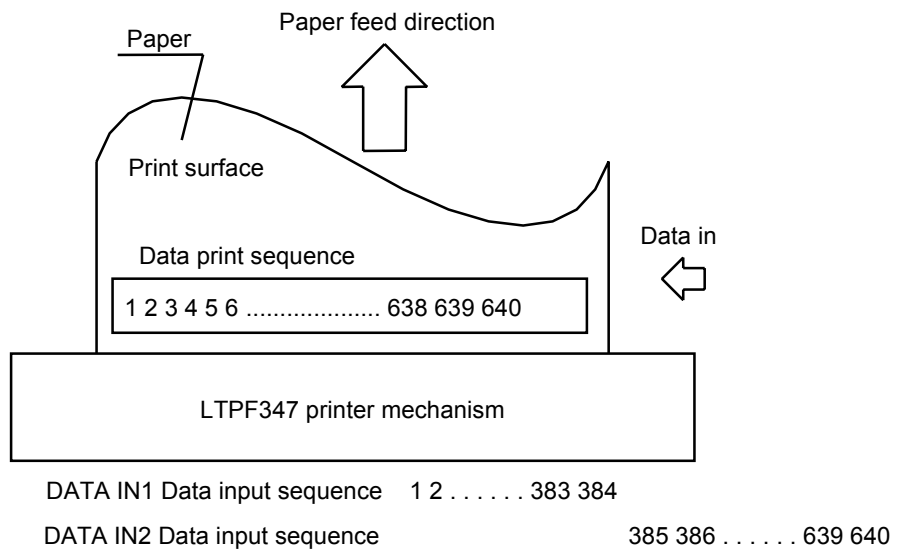 Paper feed direction
Paper
Print surface
Data in
Data print sequence
1 2 3 4 5 6 .................... 638 639 640
LTPF347 printer mechanism
DATA IN1 Data input sequence 1 2 . . . . . . 383 384
DATA IN2 Data input sequence 385 386 . . . . . . 639 640